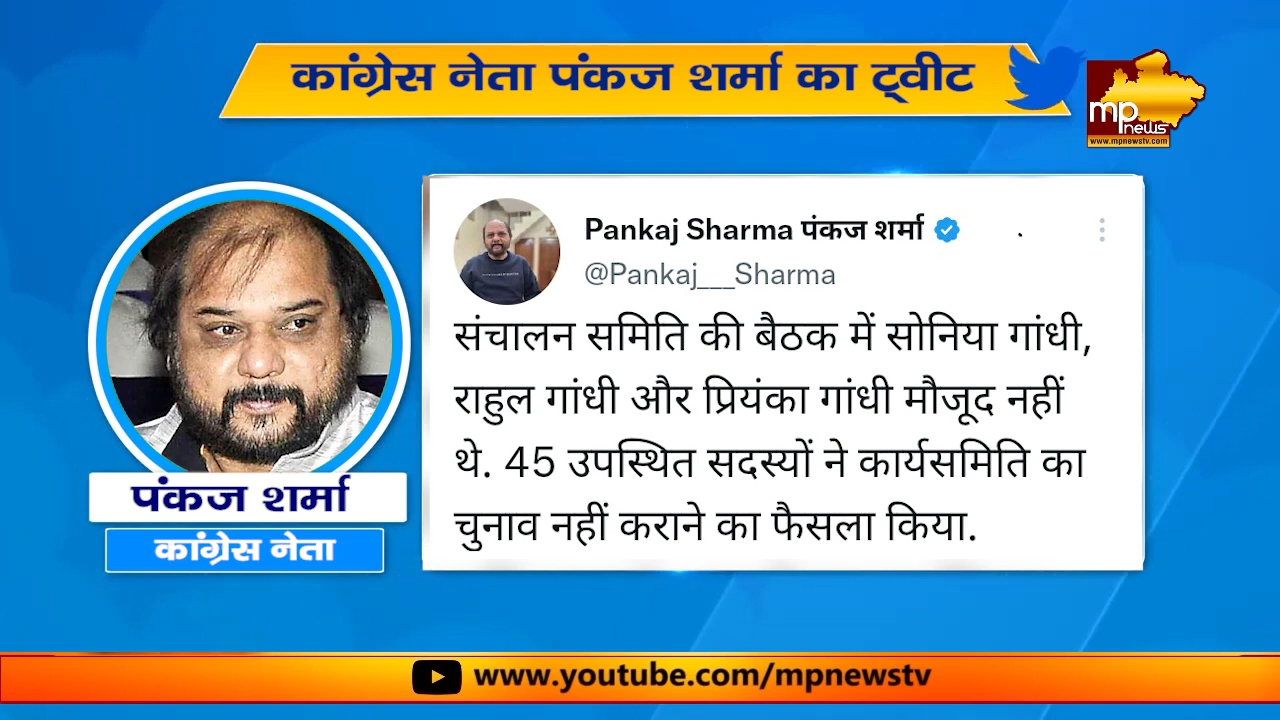 कांग्रेस नेता पंकज शर्मा का ट्वीट
mp
news
www.mpnewstv.com
Pankaj Sharma पंकज शर्मा
@Pankaj___Sharma
संचालन समिति की बैठक में सोनिया गांधी,
राहुल गांधी और प्रियंका गांधी मौजूद नहीं
थे. 45 उपस्थित सदस्यों ने कार्यसमिति का
चुनाव नहीं कराने का फैसला किया.
पंकज शर्मा
कांग्रेस नेता
www.youtube.com/mpnewstv